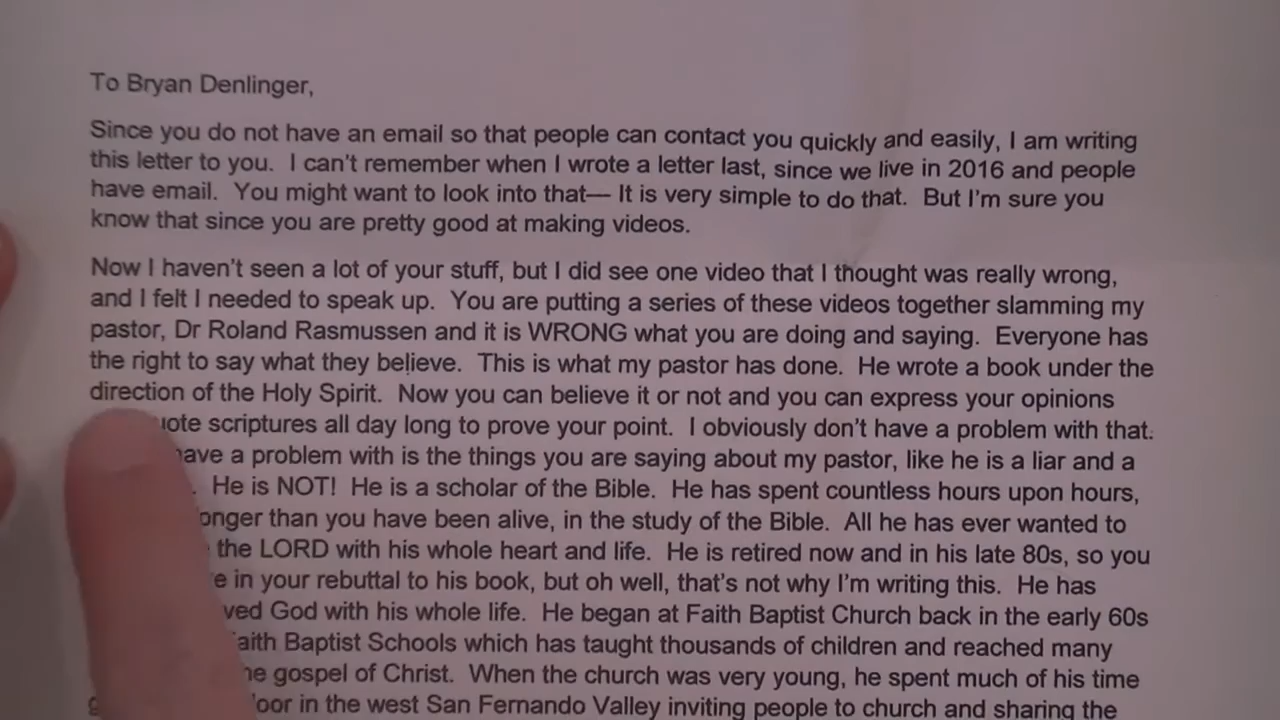 To Bryan Denlinger,
Since you do not have an email so that people can contact you quickly and easily, I am writing
this letter to you. I can't remember when I wrote a letter last, since we live in 2016 and people
have email. You might want to look into that— It is very simple to do that. But I'm sure you
know that since you are pretty good at making videos.
Now I haven't seen a lot of your stuff, but I did see one video that I thought was really wrong,
and I felt I needed to speak up. You are putting a series of these videos together slamming my
pastor, Dr Roland Rasmussen and it is WRONG what you are doing and saying. Everyone has
the right to say what they believe. This is what my pastor has done. He wrote a book under the
direction of the Holy Spirit. Now you can believe it or not and you can express your opinions
scriptures all day long to prove your point. I obviously don't have a problem with that.
a problem with is the things you are saying about my pastor, like he is a liar and a
He is NOT! He is a scholar of the Bible. He has spent countless hours upon hours,
than you have been alive, in the study of the Bible. All he has ever wanted to
the LORD with his whole heart and life. He is retired now and in his late 80s, so you
in your rebuttal to his book, but oh well, that's not why I'm writing this. He has
God with his whole life. He began at Faith Baptist Church back in the early 60s
Baptist Schools which has taught thousands of children and reached many
gospel of Christ. When the church was very young, he spent much of his time
in the west San Fernando Valley inviting people to church and sharing the